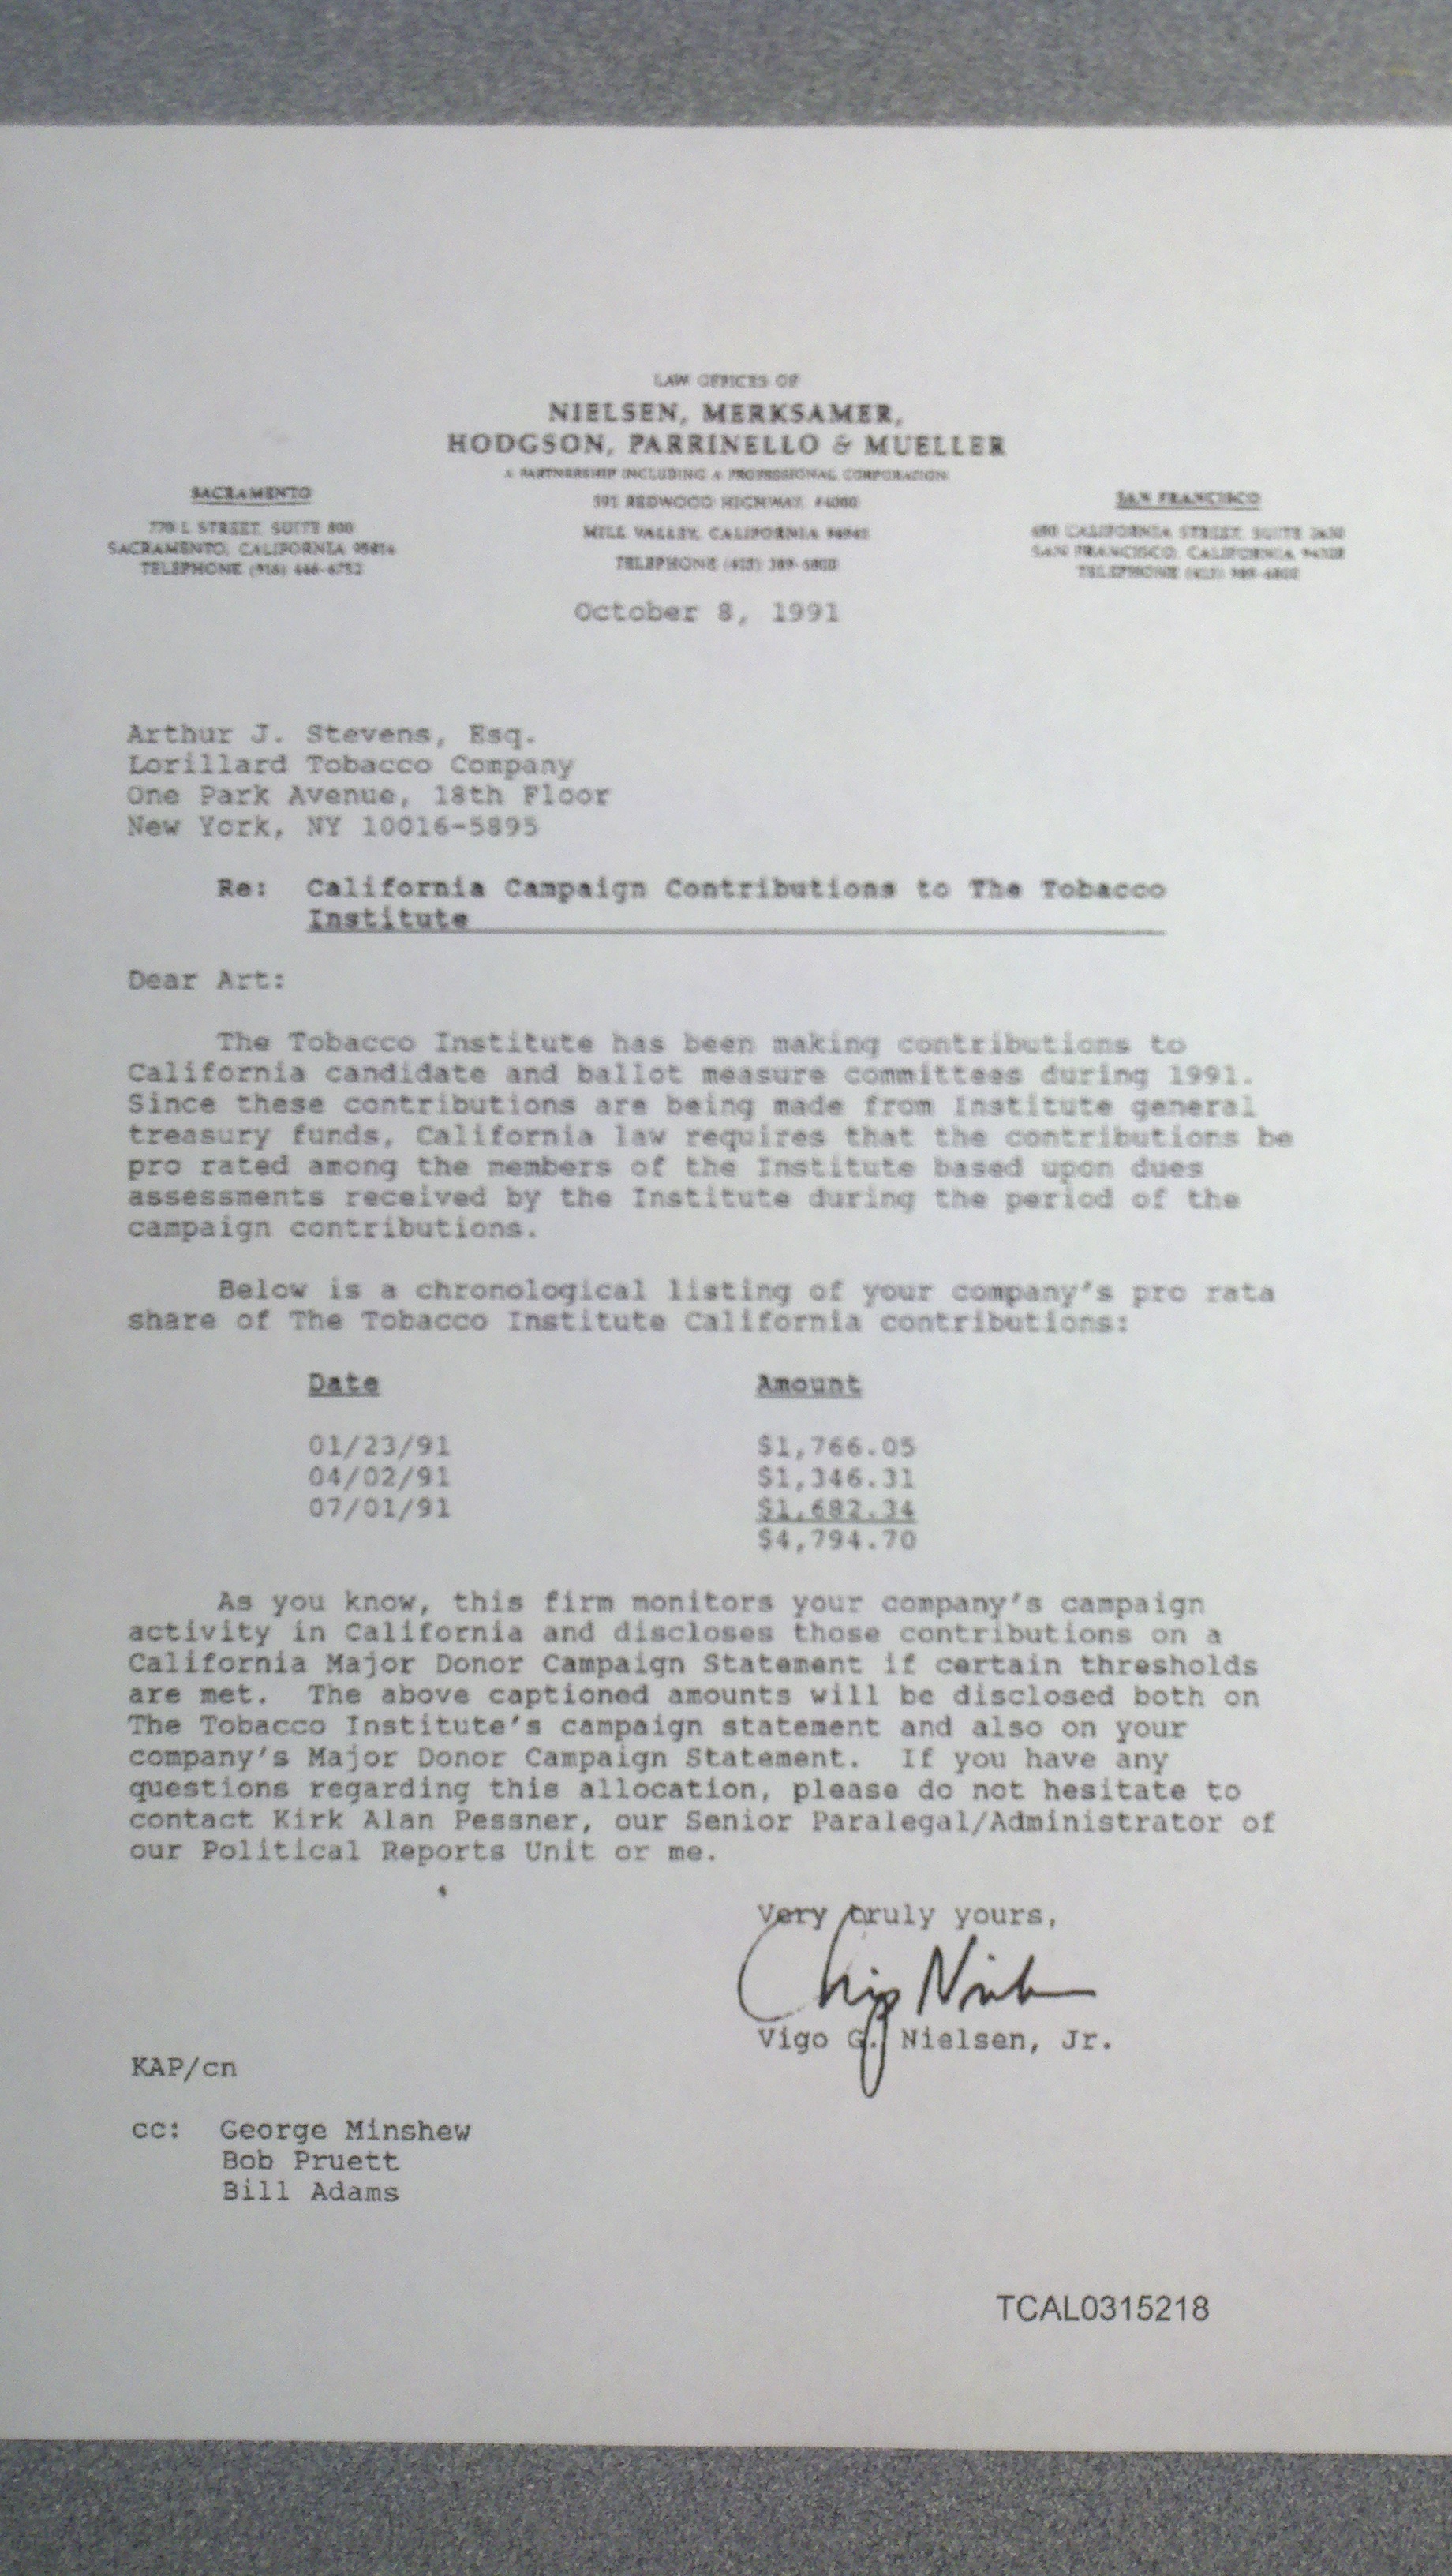 LAW OFFICES OF
NIELSEN, MERKSAMER,
HODGSON, PARRINELLO & MUELLER
A PARTNERSHIP INCLUDING A PROFESSIONAL CORPORATION
SACRAMENTO
770 L STREET, SUITE 800
SACRAMENTO, CALIFORNIA 95814
TELEPHONE (916) 446-6752
591 REDWOOD HIGHWAY, #4000
MILL VALLEY, CALIFORNIA 94941
TELEPHONE (415) 389-6800
SAN FRANCISCO
CALIFORNIA STREET, SUITE
SAN FRANCISCO, CALIFORNIA
TELEPHONE (415) 389-6800
October 8, 1991
Arthur J. Stevens, Esq.
Lorillard Tobacco Company
One Park Avenue, 18th Floor
New York, NY 10016-5895
Re: California Campaign Contributions to The Tobacco
Institute
Dear Art:
The Tobacco Institute has been making contributions to
California candidate and ballot measure committees during 1991.
Since these contributions are being made from Institute general
treasury funds, California law requires that the contributions be
pro rated among the members of the Institute based upon dues
assessments received by the Institute during the period of the
campaign contributions.
Below is a chronological listing of your company's pro rata
share of The Tobacco Institute California contributions:
Date Amount
01/23/91 $1,766.05
04/02/91 $1,346.31
07/01/91 $1,682.34
$4,794.70
As you know, this firm monitors your company's campaign
activity in California and discloses those contributions on a
California Major Donor Campaign Statement if certain thresholds
are met. The above captioned amounts will be disclosed both on
The Tobacco Institute's campaign statement and also on your
company's Major Donor Campaign Statement. If you have any
questions regarding this allocation, please do not hesitate to
contact Kirk Alan Pessner, our Senior Paralegal/Administrator of
our Political Reports Unit or me.
Very truly yours,
Chip Nielsen
Vigo G. Nielsen, Jr.
KAP/cn
cc: George Minshew
Bob Pruett
Bill Adams
TCAL0315218